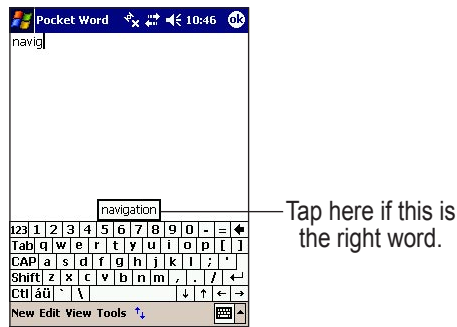 Pocket Word 10:46 ok
navig
navigation
Tap here if this is
the right word.
123 1 2 3 4 5 6 7 8 9 0 - =
Tab q w e r t y u i o p [ ]
CAP a s d f g h j k l ; '
Shift z x c v b n m , . /
Ctl áü ` \
New Edit View Tools